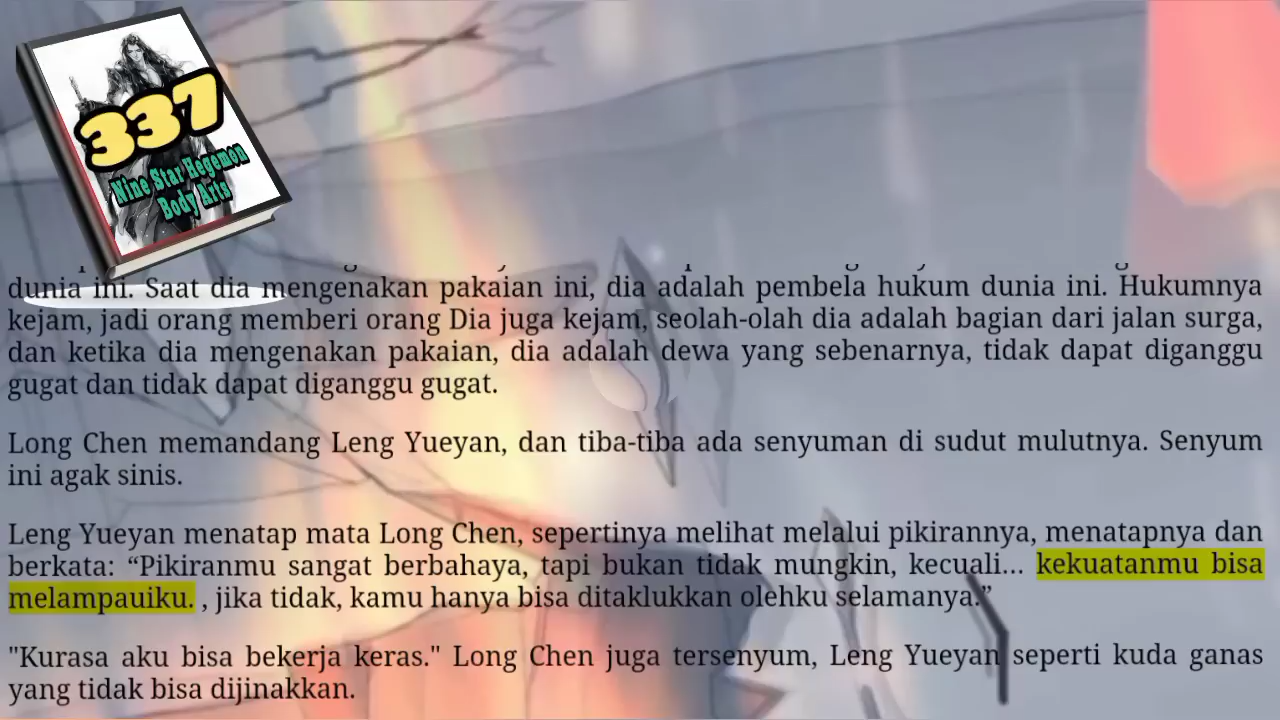 337
Nine Star Hegemon
Body Arts
dunia ini. Saat dia mengenakan pakaian ini, dia adalah pembela hukum dunia ini. Hukumnya
kejam, jadi orang memberi orang Dia juga kejam, seolah-olah dia adalah bagian dari jalan surga,
dan ketika dia mengenakan pakaian, dia adalah dewa yang sebenarnya, tidak dapat diganggu
gugat dan tidak dapat diganggu gugat.
Long Chen memandang Leng Yueyan, dan tiba-tiba ada senyuman di sudut mulutnya. Senyum
ini agak sinis.
Leng Yueyan menatap mata Long Chen, sepertinya melihat melalui pikirannya, menatapnya dan
berkata: “Pikiranmu sangat berbahaya, tapi bukan tidak mungkin, kecuali... kekuatanmu bisa
melampauiku. , jika tidak, kamu hanya bisa ditaklukkan olehku selamanya.”
"Kurasa aku bisa bekerja keras." Long Chen juga tersenyum, Leng Yueyan seperti kuda ganas
yang tidak bisa dijinakkan.